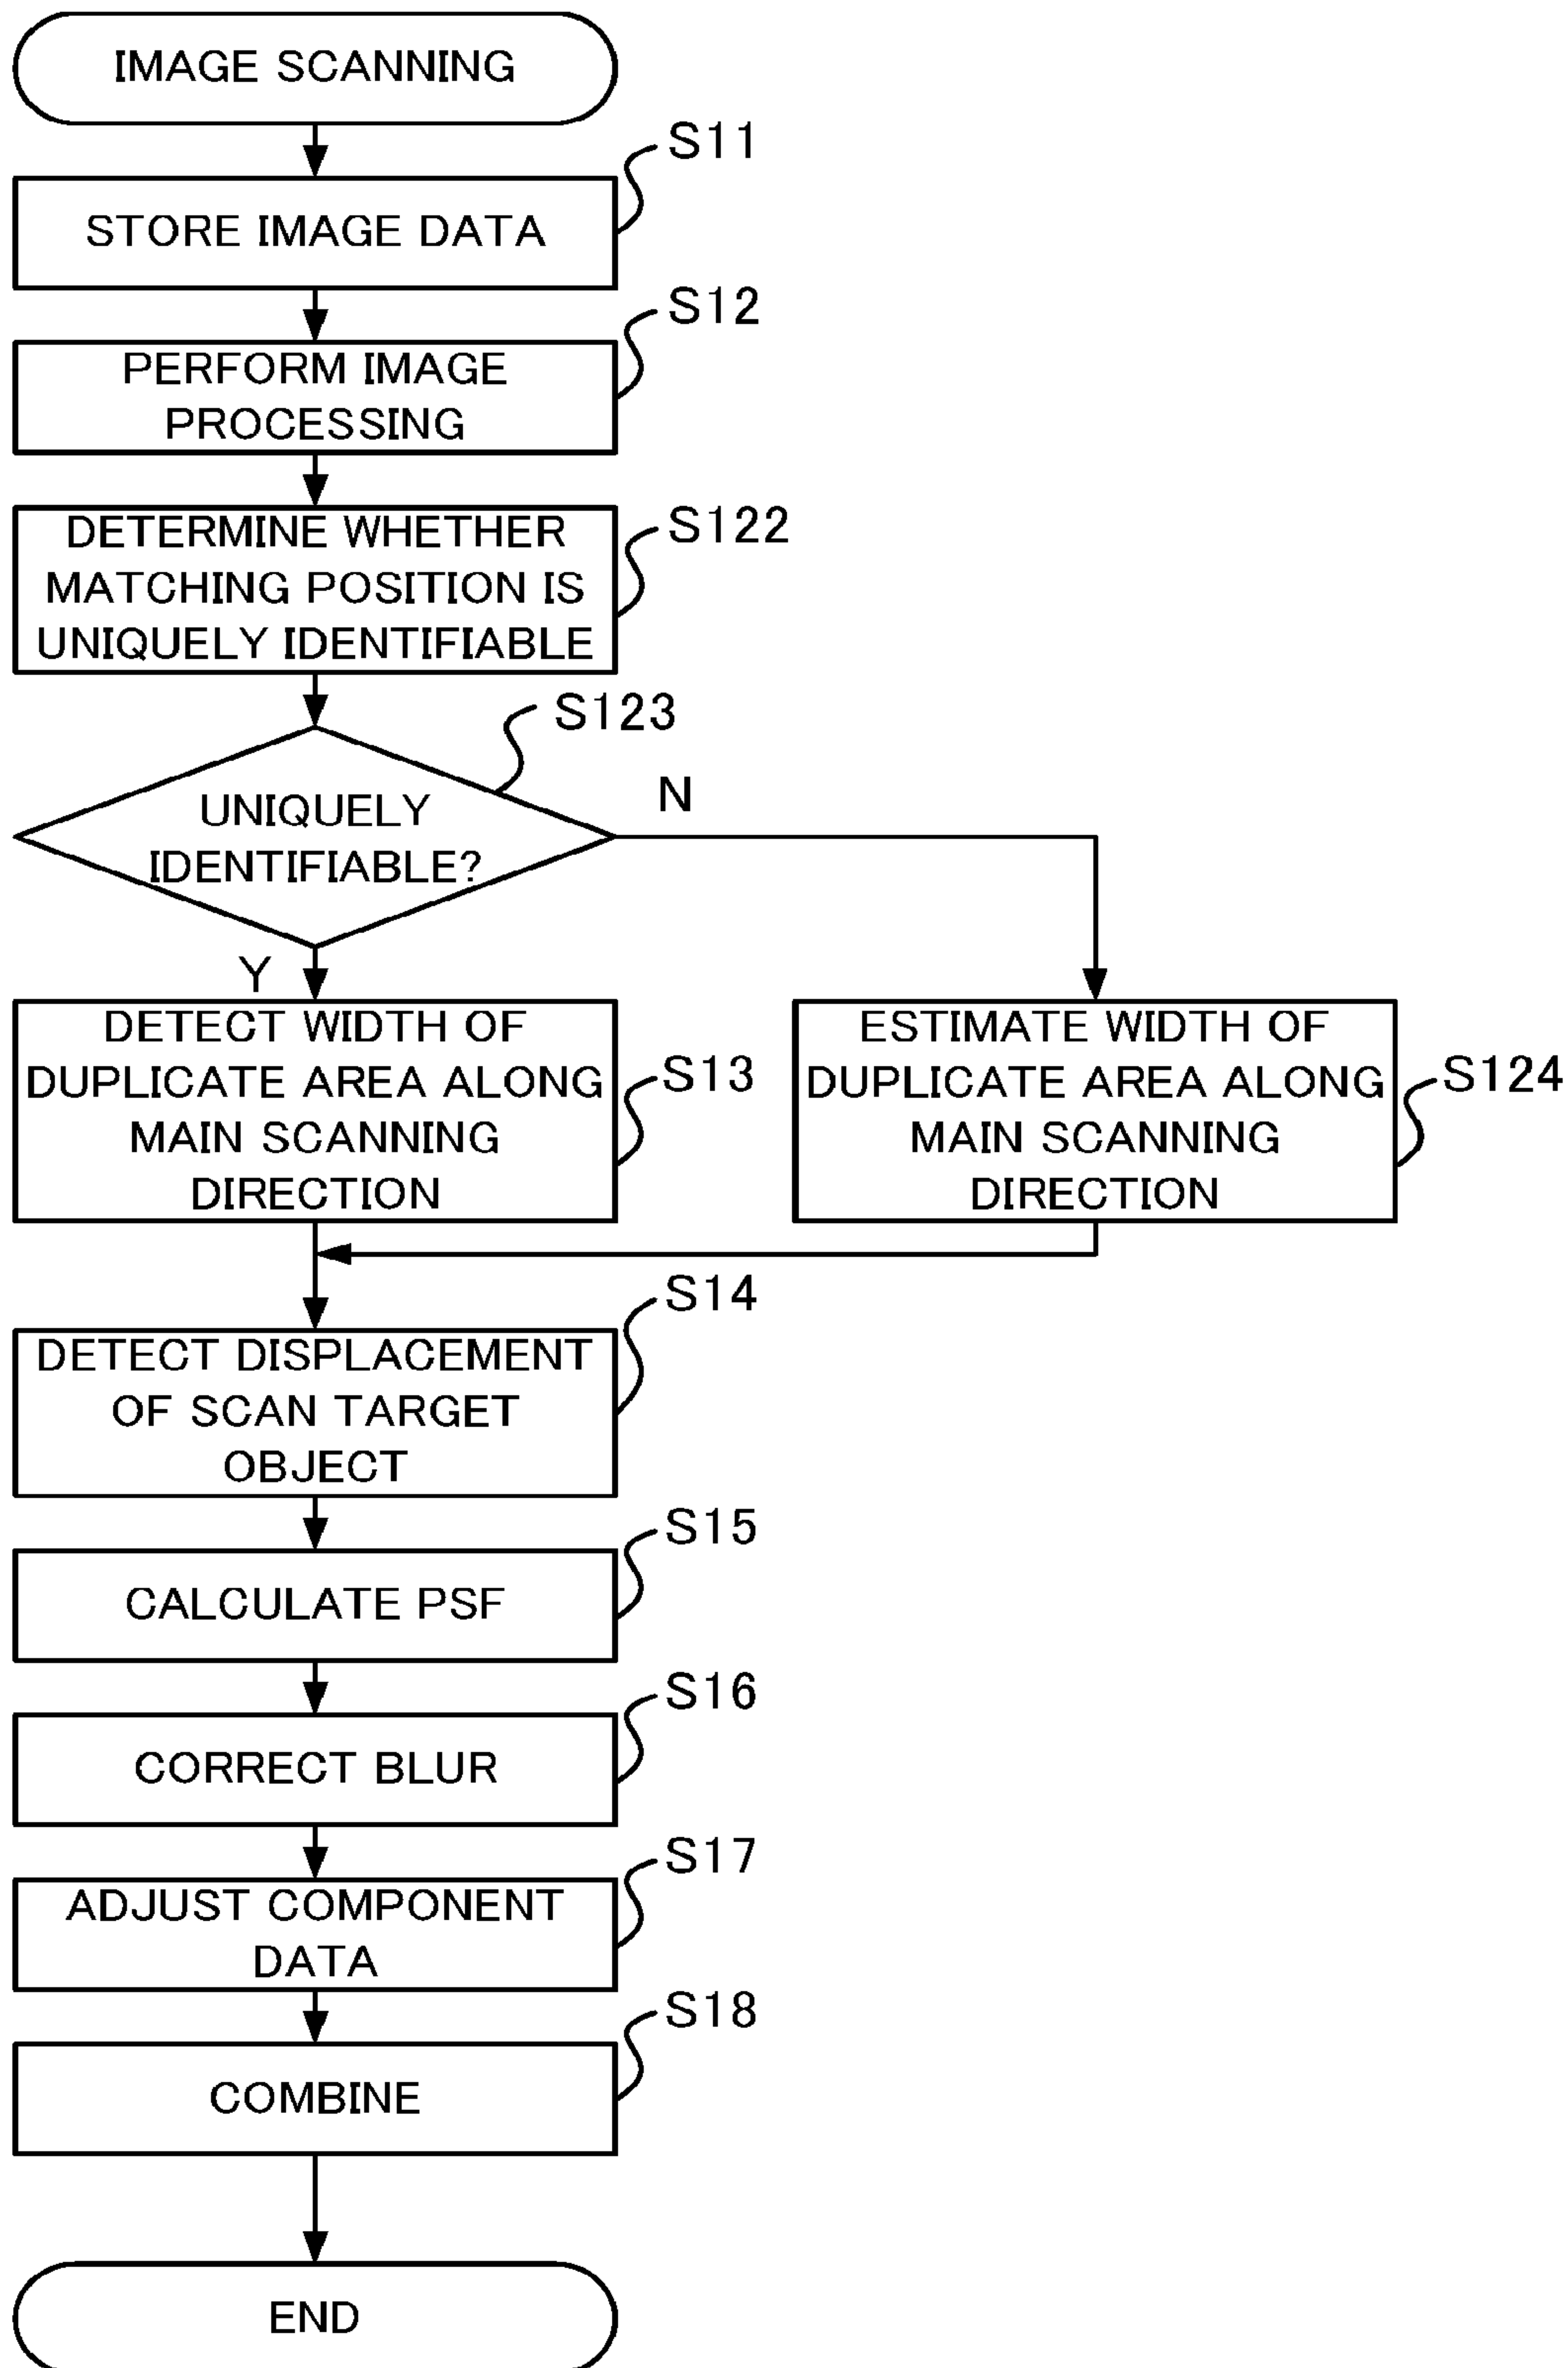 IMAGE SCANNING
S11
STORE IMAGE DATA
S12
PERFORM IMAGE
PROCESSING
S122
DETERMINE WHETHER
MATCHING POSITION IS
UNIQUELY IDENTIFIABLE
S123
UNIQUELY
IDENTIFIABLE?
N
Y
DETECT WIDTH OF
DUPLICATE AREA ALONG
MAIN SCANNING
DIRECTION
S13
ESTIMATE WIDTH OF
DUPLICATE AREA ALONG
MAIN SCANNING
DIRECTION
S124
S14
DETECT DISPLACEMENT
OF SCAN TARGET
OBJECT
S15
CALCULATE PSF
S16
CORRECT BLUR
S17
ADJUST COMPONENT
DATA
S18
COMBINE
END